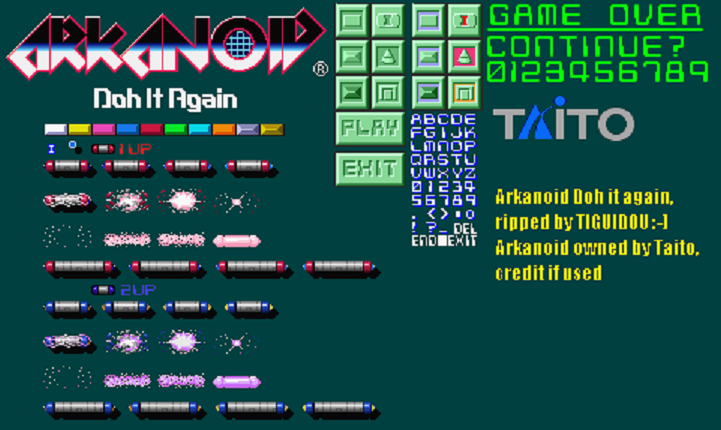 ARKANOID
®
Doh It Again
1UP
2UP
PLAY
EXIT
ABCDE
FGIJK
LMNOP
QRSTU
VWXYZ
01234
56789
! ?_ DEL
END EXIT
GAME OVER
CONTINUE?
0123456789
TAITO
Arkanoid Doh it again,
ripped by TIGUIDOU :-]
Arkanoid owned by Taito,
credit if used